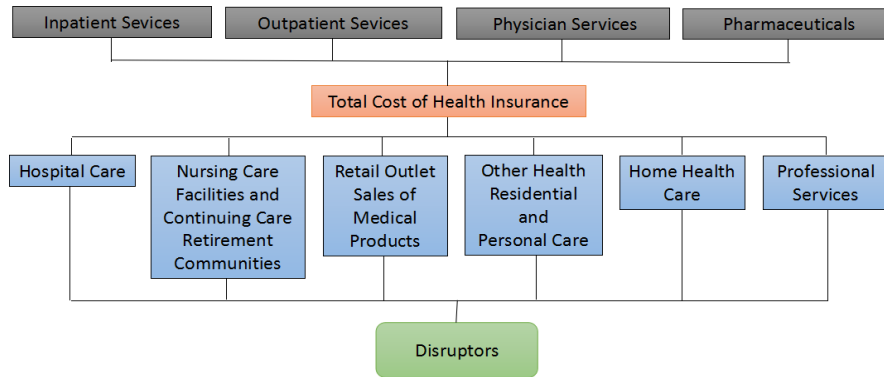 Inpatient Sevices
Outpatient Sevices
Physician Services
Pharmaceuticals
Total Cost of Health Insurance
Hospital Care
Nursing Care
Facilities and
Continuing Care
Retirement
Communities
Retail Outlet
Sales of
Medical
Products
Other Health
Residential
and
Personal Care
Home Health
Care
Professional
Services
Disruptors